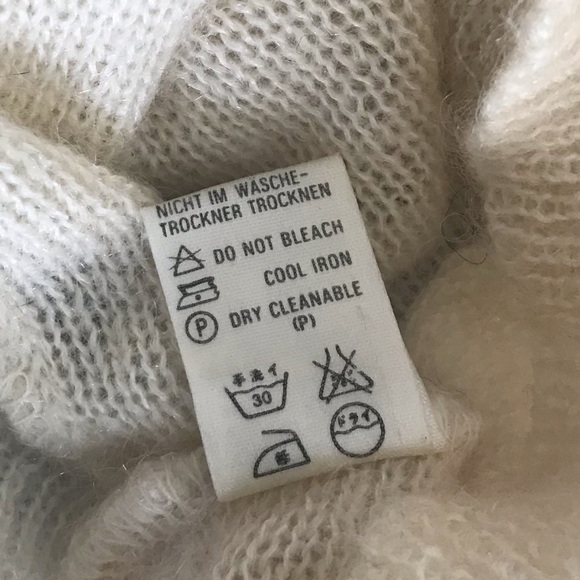 NICHT IM WASCHE-
TROCKNER TROCKNEN
DO NOT BLEACH
COOL IRON
P DRY CLEANABLE
(P)
手洗イ
30
ドライ
低